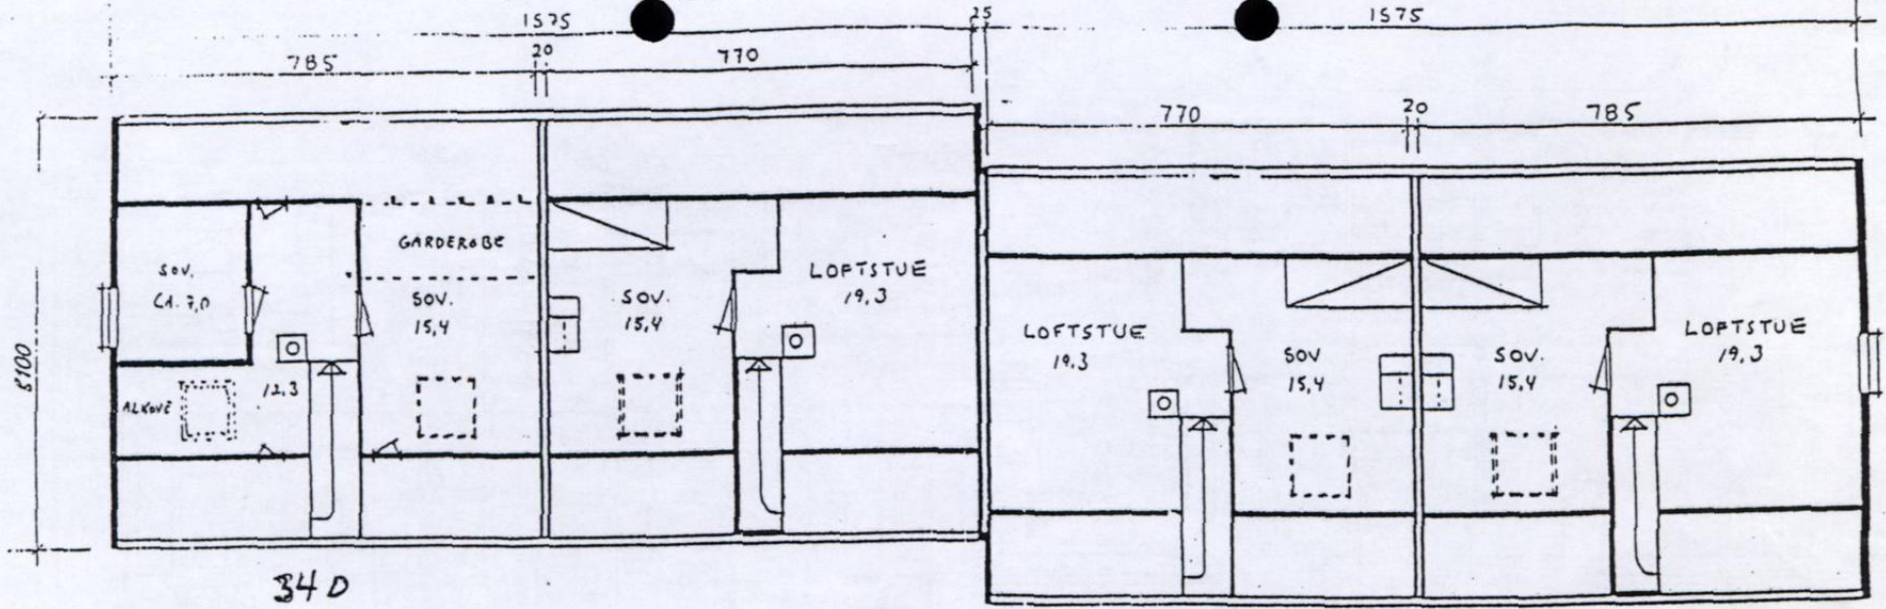 1575
25
1575
785
20
770
770
20
785
SOV.
CA. 7,0
GARDEROBE
SOV.
15,4
SOV.
15,4
LOFTSTUE
19.3
LOFTSTUE
19.3
SOV
15,4
SOV.
15,4
LOFTSTUE
19.3
ALKOVE
12.3
8100
34 D